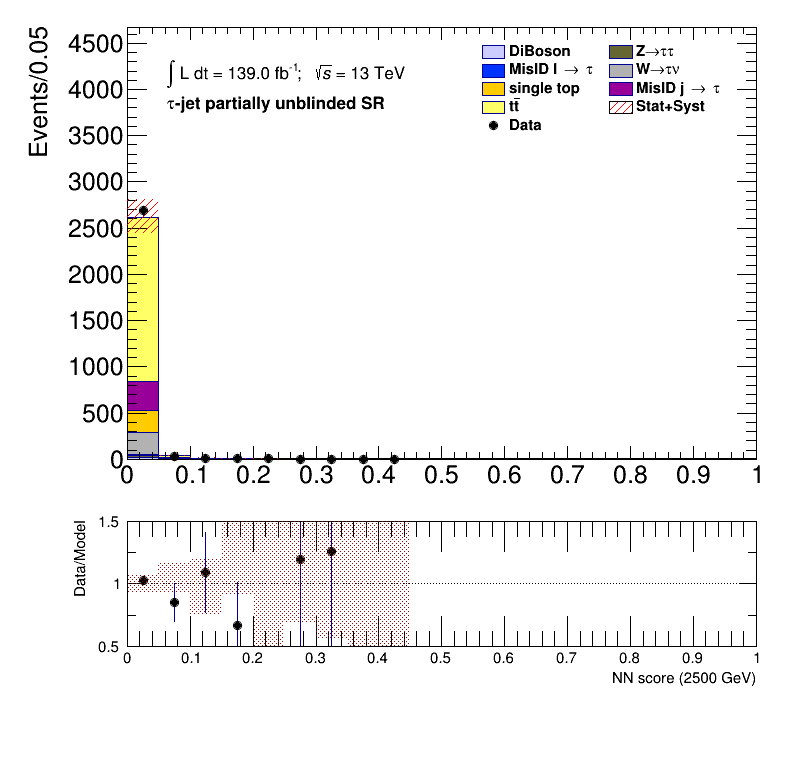 Events/0.05
4500
4000
3500
3000
2500
2000
1500
1000
500
0
∫ L dt = 139.0 fb⁻¹; √s = 13 TeV
τ-jet partially unblinded SR
DiBoson
Z→ττ
MisID l → τ
W→τν
single top
MisID j → τ
tt̄
Stat+Syst
Data
0 0.1 0.2 0.3 0.4 0.5 0.6 0.7 0.8 0.9 1
Data/Model
1.5
1
0.5
0 0.1 0.2 0.3 0.4 0.5 0.6 0.7 0.8 0.9 1
NN score (2500 GeV)